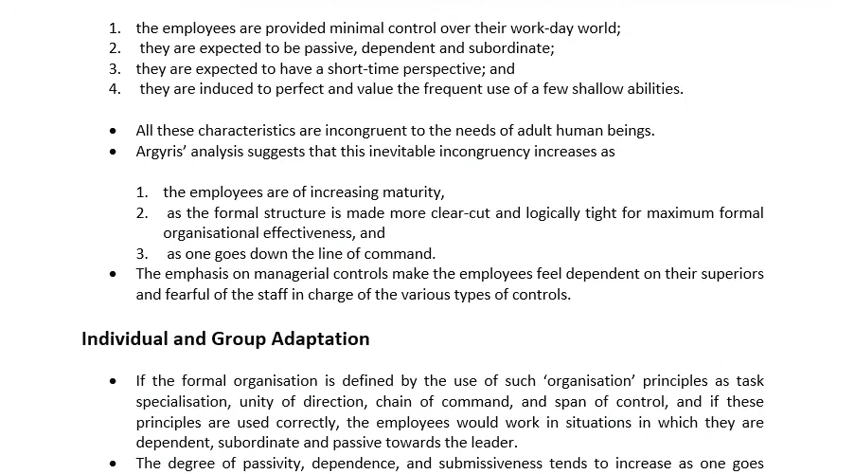 1. the employees are provided minimal control over their work-day world;
2. they are expected to be passive, dependent and subordinate;
3. they are expected to have a short-time perspective; and
4. they are induced to perfect and value the frequent use of a few shallow abilities.
• All these characteristics are incongruent to the needs of adult human beings.
• Argyris’ analysis suggests that this inevitable incongruency increases as
1. the employees are of increasing maturity,
2. as the formal structure is made more clear-cut and logically tight for maximum formal
organisational effectiveness, and
3. as one goes down the line of command.
• The emphasis on managerial controls make the employees feel dependent on their superiors
and fearful of the staff in charge of the various types of controls.
Individual and Group Adaptation
• If the formal organisation is defined by the use of such ‘organisation’ principles as task
specialisation, unity of direction, chain of command, and span of control, and if these
principles are used correctly, the employees would work in situations in which they are
dependent, subordinate and passive towards the leader.
• The degree of passivity, dependence, and submissiveness tends to increase as one goes